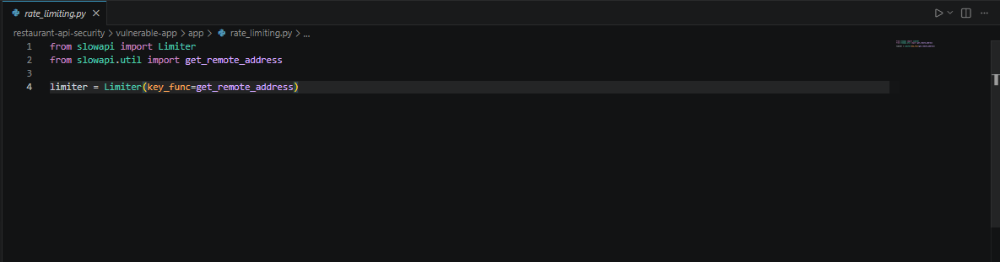 rate_limiting.py
restaurant-api-security > vulnerable-app > app > rate_limiting.py > ...
1 from slowapi import Limiter
2 from slowapi.util import get_remote_address
3
4 limiter = Limiter(key_func=get_remote_address)